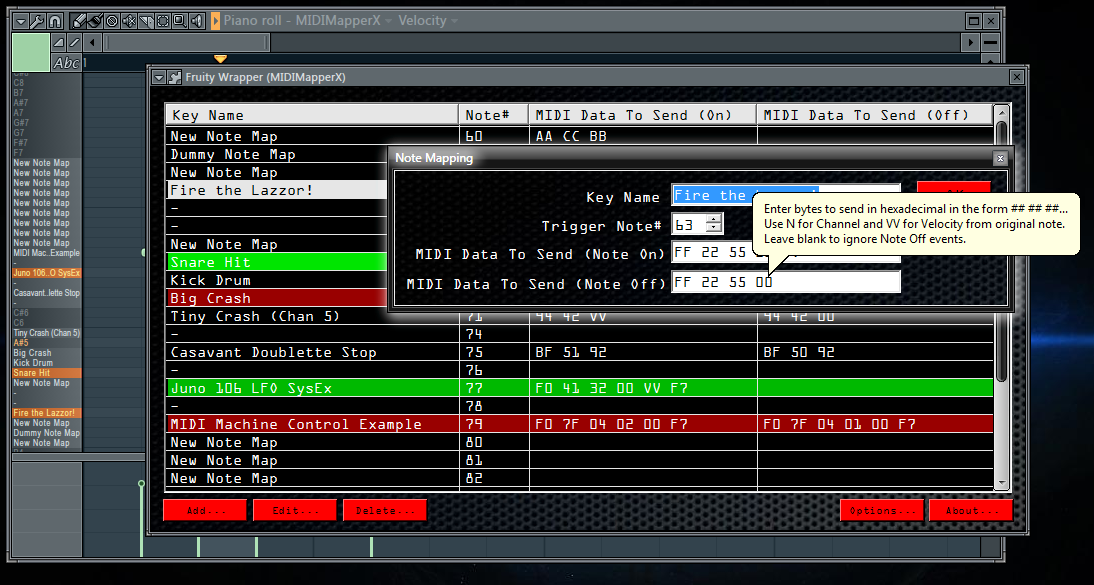 Piano roll - MIDIMapperX
Velocity
Abc
1
Fruity Wrapper (MIDIMapperX)
C8
B7
A#7
A7
G#7
G7
F#7
F7
New Note Map
New Note Map
New Note Map
New Note Map
New Note Map
New Note Map
New Note Map
New Note Map
New Note Map
MIDI Mac..Example
-
Juno 106..O SysEx
-
Casavant..lette Stop
-
C#6
C6
Tiny Crash (Chan 5)
A#5
Big Crash
Kick Drum
Snare Hit
New Note Map
-
-
Fire the Lazzor!
New Note Map
Dummy Note Map
New Note Map
Key Name Note# MIDI Data To Send (On) MIDI Data To Send (Off)
New Note Map 60 AA CC BB
Dummy Note Map
New Note Map
Fire the Lazzor!
-
-
New Note Map
Snare Hit
Kick Drum
Big Crash
Tiny Crash (Chan 5) 71 94 42 VV 94 42 00
- 74
Casavant Doublette Stop 75 BF 51 92 BF 50 92
- 76
Juno 106 LFO SysEx 77 F0 41 32 00 VV F7
- 78
MIDI Machine Control Example 79 F0 7F 04 02 00 F7 F0 7F 04 01 00 F7
New Note Map 80
New Note Map 81
New Note Map 82
Add... Edit... Delete... Options... About...
Note Mapping
Key Name Fire the
Trigger Note# 63
MIDI Data To Send (Note On) FF 22 55
MIDI Data To Send (Note Off) FF 22 55 00
Enter bytes to send in hexadecimal in the form ## ## ##...
Use N for Channel and VV for Velocity from original note.
Leave blank to ignore Note Off events.